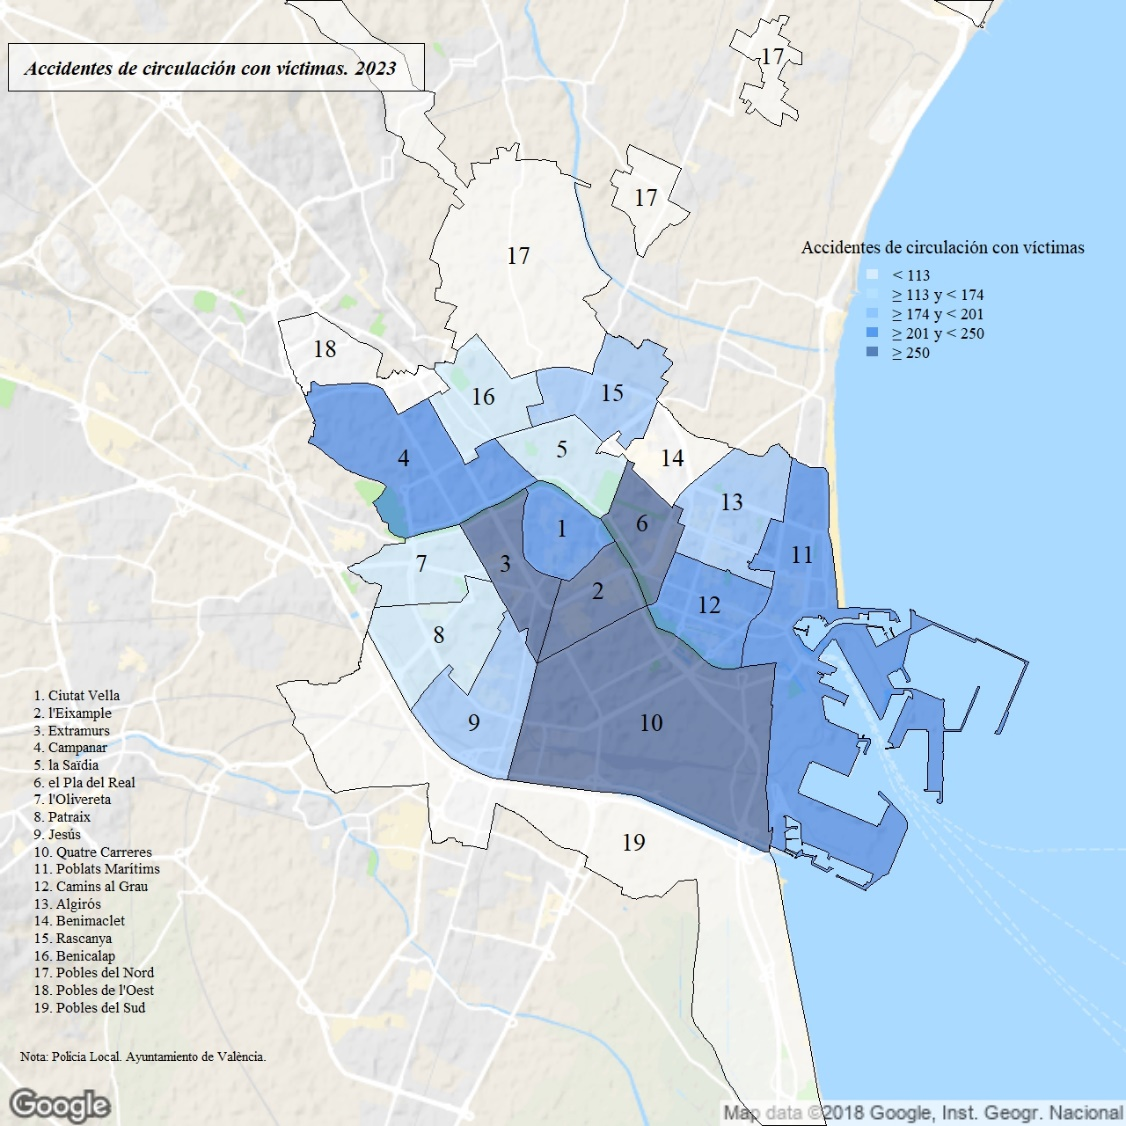 Accidentes de circulación con víctimas. 2023
17
17
17
Accidentes de circulación con víctimas
< 113
≥ 113 y < 174
≥ 174 y < 201
≥ 201 y < 250
≥ 250
18
16
15
4
5
14
13
6
1
11
3
7
2
12
8
9
10
19
1. Ciutat Vella
2. l'Eixample
3. Extramurs
4. Campanar
5. la Saïdia
6. el Pla del Real
7. l'Olivereta
8. Patraix
9. Jesús
10. Quatre Carreres
11. Poblats Marítims
12. Camins al Grau
13. Algirós
14. Benimaclet
15. Rascanya
16. Benicalap
17. Pobles del Nord
18. Pobles de l'Oest
19. Pobles del Sud
Nota: Policia Local. Ayuntamiento de València.
Google
Map data ©2018 Google, Inst. Geogr. Nacional